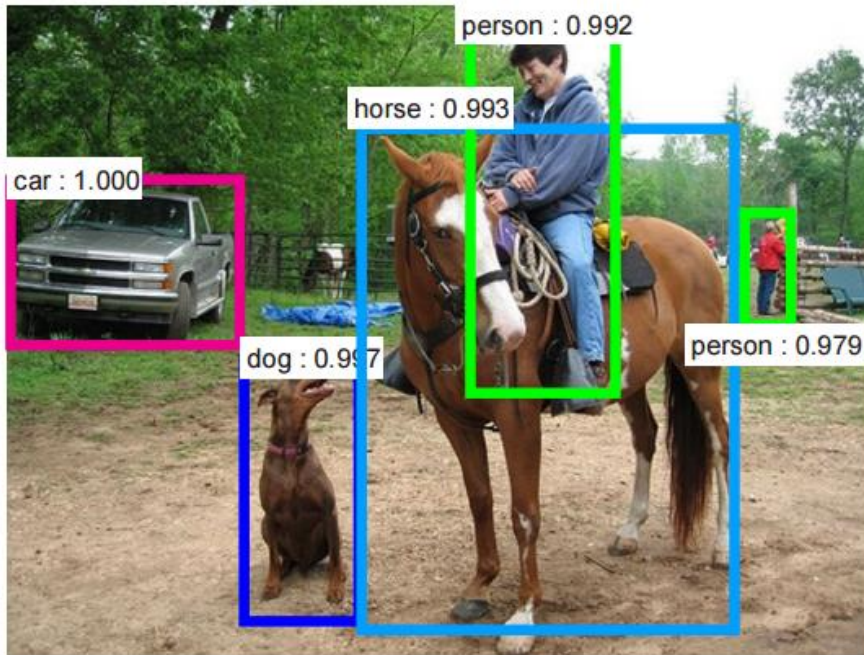 person : 0.992
horse : 0.993
car : 1.000
dog : 0.997
person : 0.979